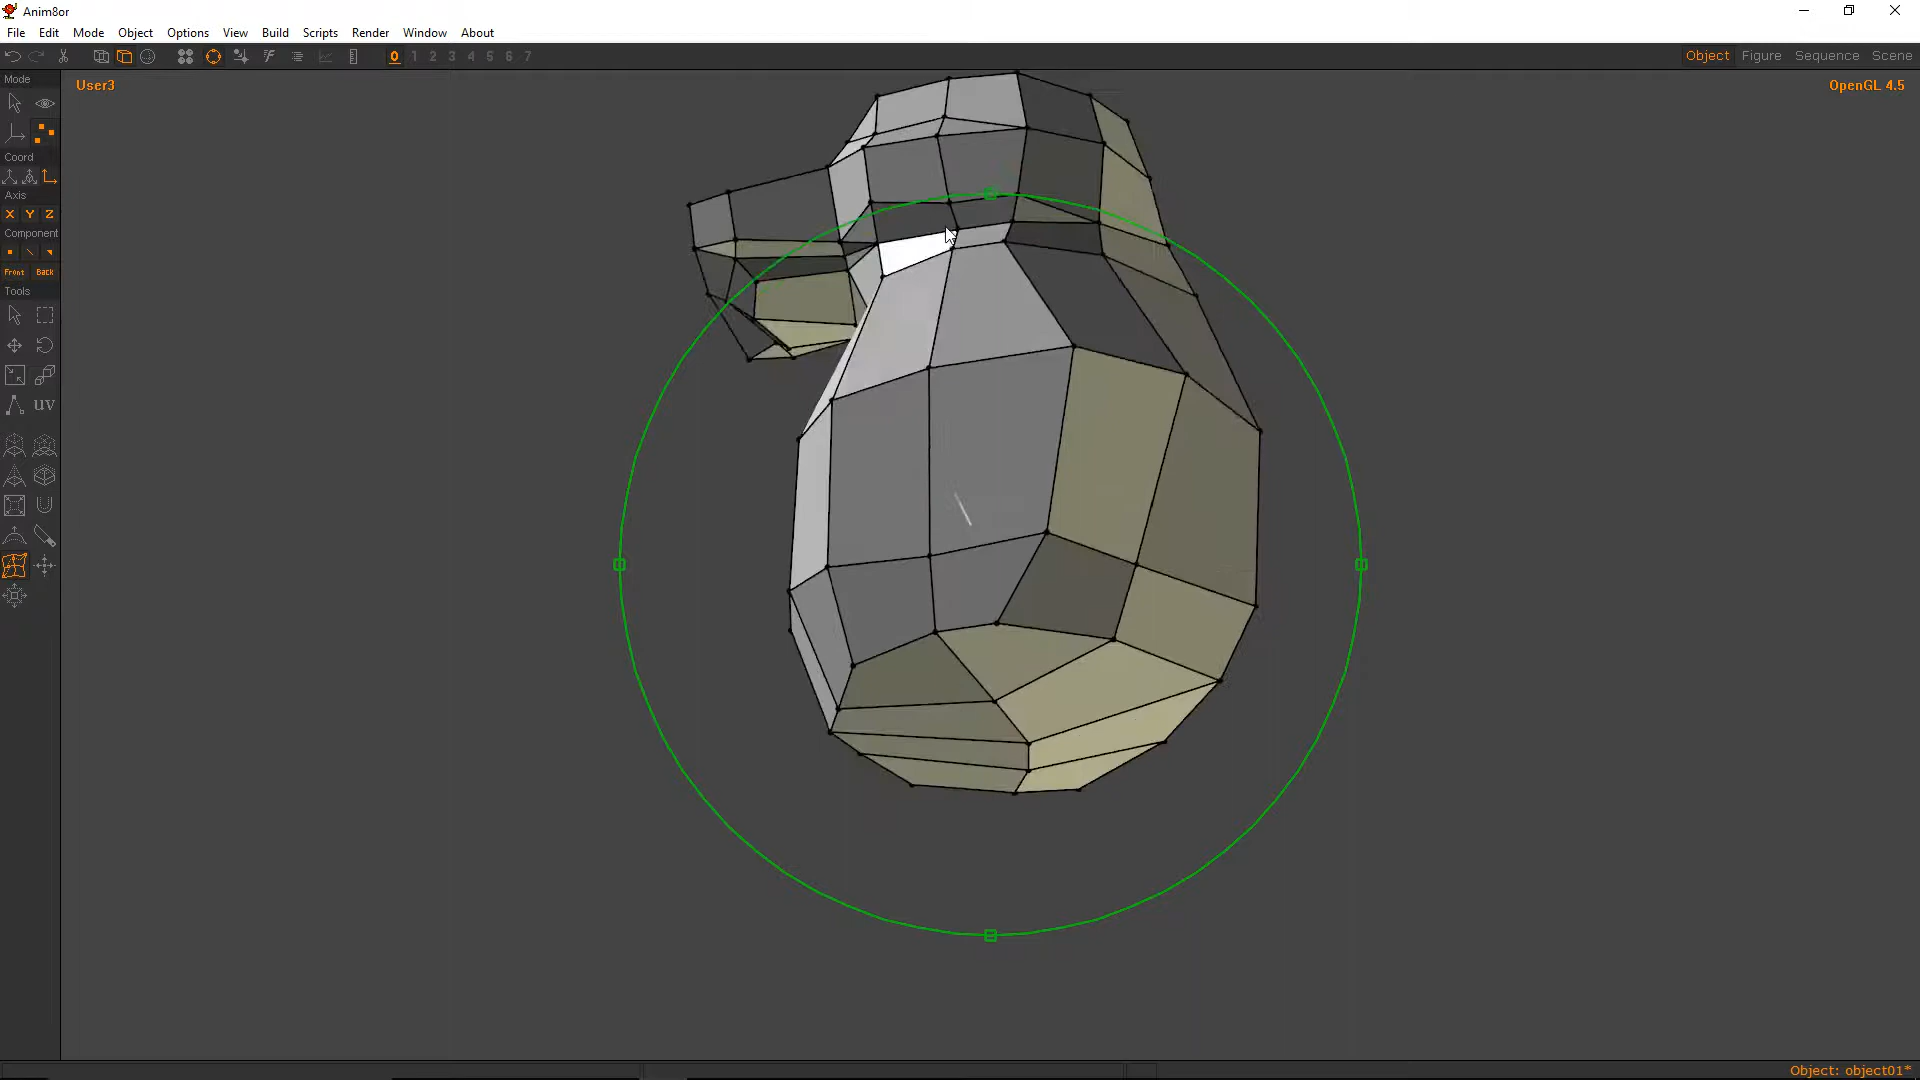 Anim8or
File Edit Mode Object Options View Build Scripts Render Window About
0 1 2 3 4 5 6 7
Object Figure Sequence Scene
Mode
User3
OpenGL 4.5
Coord
Axis
X Y Z
Component
Front Back
Tools
UV
Object: object01*